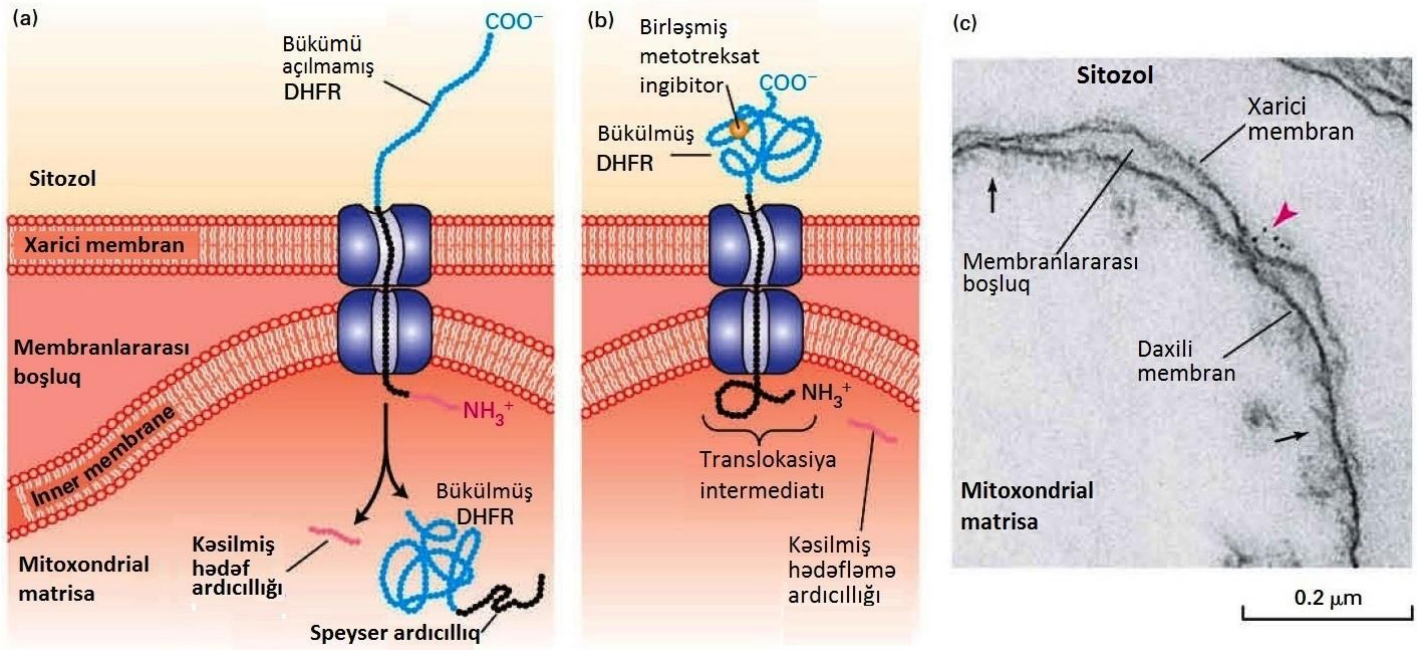 (a)
COO⁻
Bükümü
açılmamış
DHFR
Sitozol
Xarici membran
Membranlararası
boşluq
Inner membrane
NH₃⁺
Bükülmüş
DHFR
Kəsilmiş
hədəf
ardıcıllığı
Mitoxondrial
matrisa
Speyser ardıcıllıq
(b)
Birləşmiş
metotreksat
ingibitor
COO⁻
Bükülmüş
DHFR
NH₃⁺
Translokasiya
intermediatı
Kəsilmiş
hədəfləmə
ardıcıllığı
(c)
Sitozol
Xarici
membran
Membranlararası
boşluq
Daxili
membran
Mitoxondrial
matrisa
0.2 μm